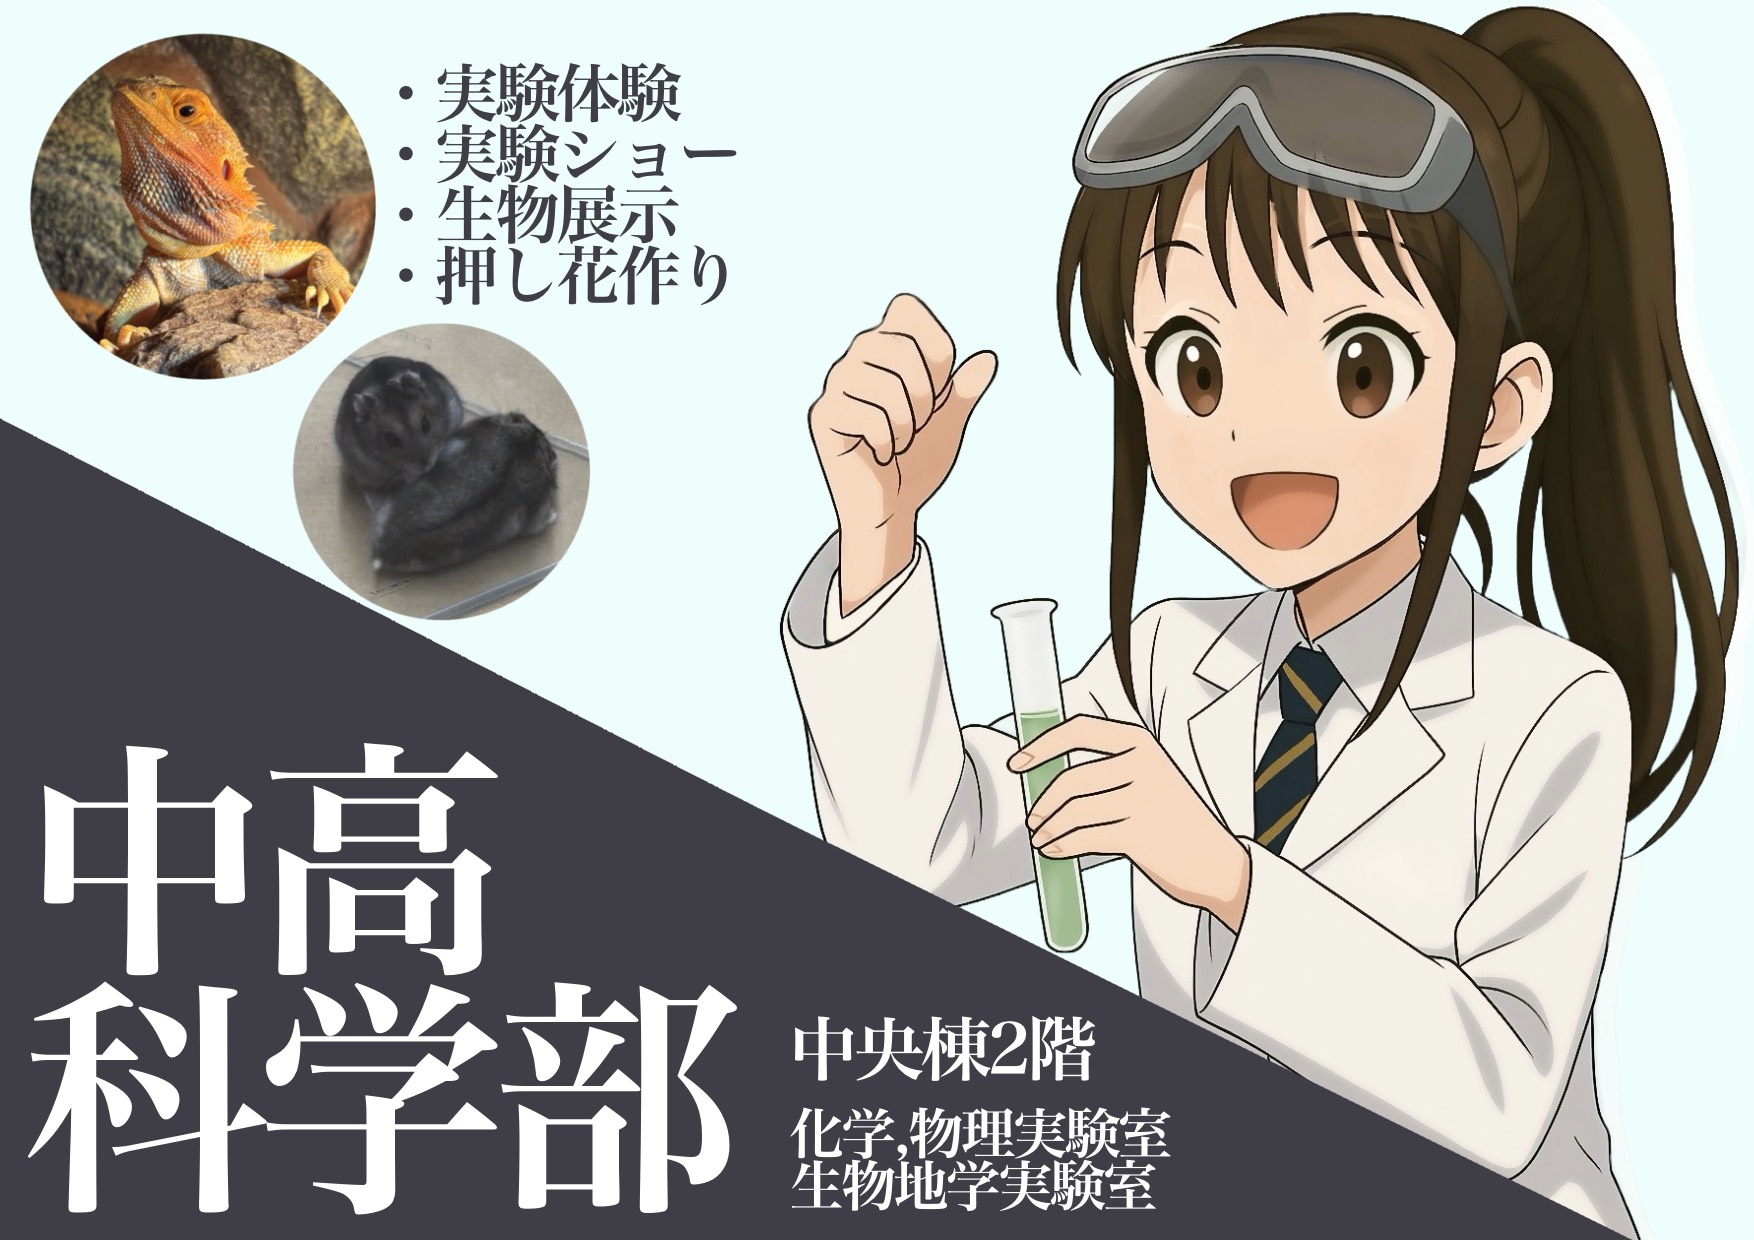 ・実験体験
・実験ショー
・生物展示
・押し花作り
中高
科学部
中央棟2階
化学,物理実験室
生物地学実験室